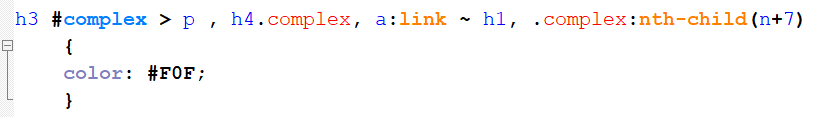 h3 #complex > p , h4.complex, a:link ~ h1, .complex:nth-child(n+7)
{
color: #F0F;
}